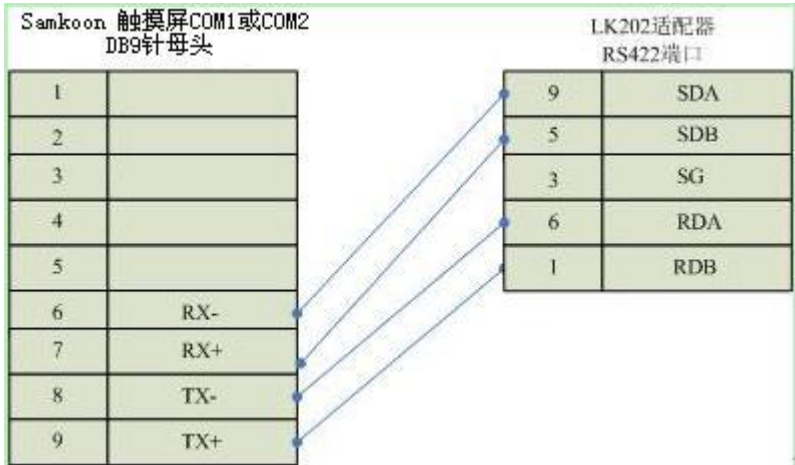 Samkoon 触摸屏COM1或COM2
DB9针母头
1
2
3
4
5
6 RX-
7 RX+
8 TX-
9 TX+
LK202适配器
RS422端口
9 SDA
5 SDB
3 SG
6 RDA
1 RDB